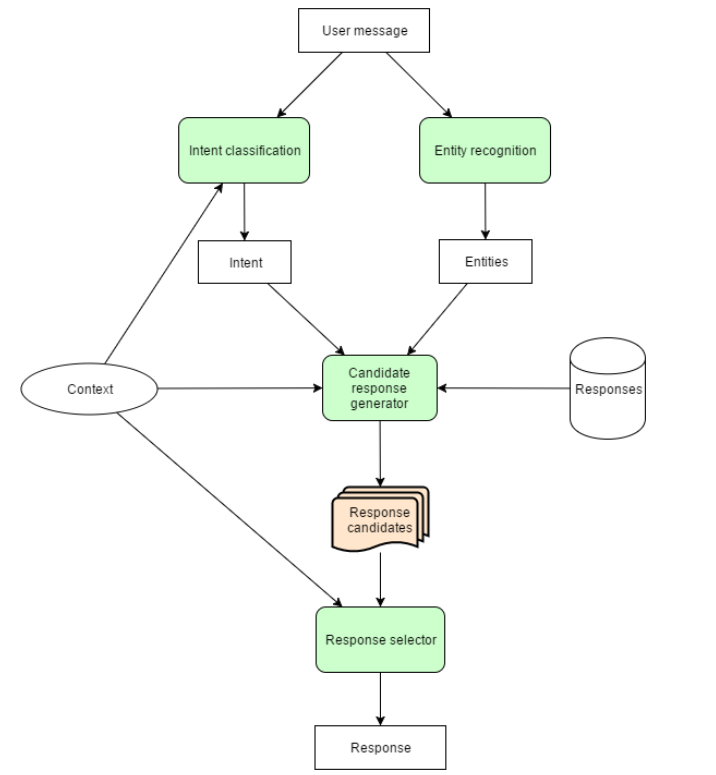 User message
Intent classification
Entity recognition
Intent
Entities
Context
Candidate
response
generator
Responses
Response
candidates
Response selector
Response